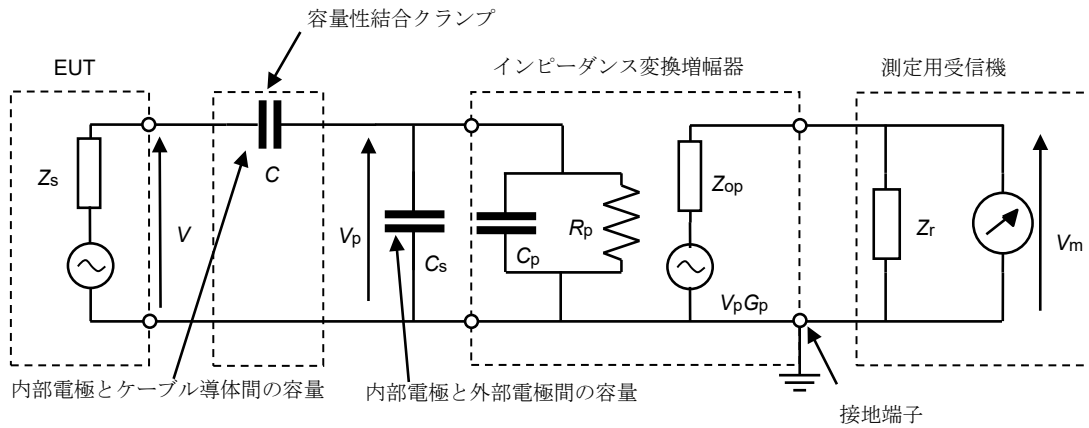 容量性結合クランプ
EUT
インピーダンス変換増幅器
測定用受信機
Zs
V
C
Vp
Cs
Cp
Rp
Zop
VpGp
Zr
Vm
内部電極とケーブル導体間の容量
内部電極と外部電極間の容量
接地端子